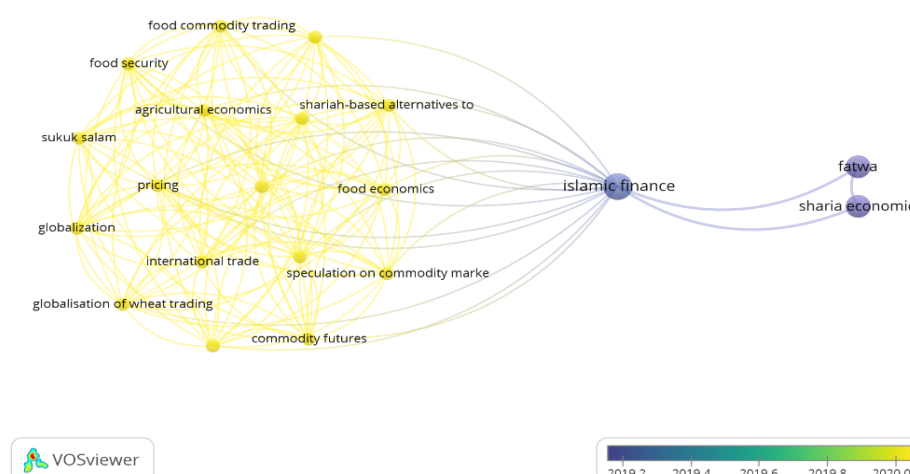 food commodity trading
food security
agricultural economics
shariah-based alternatives to
sukuk salam
fatwa
pricing
food economics
islamic finance
sharia economic
globalization
international trade
speculation on commodity marke
globalisation of wheat trading
commodity futures
VOSviewer
2019.2 2019.4 2019.6 2019.8 2020.0